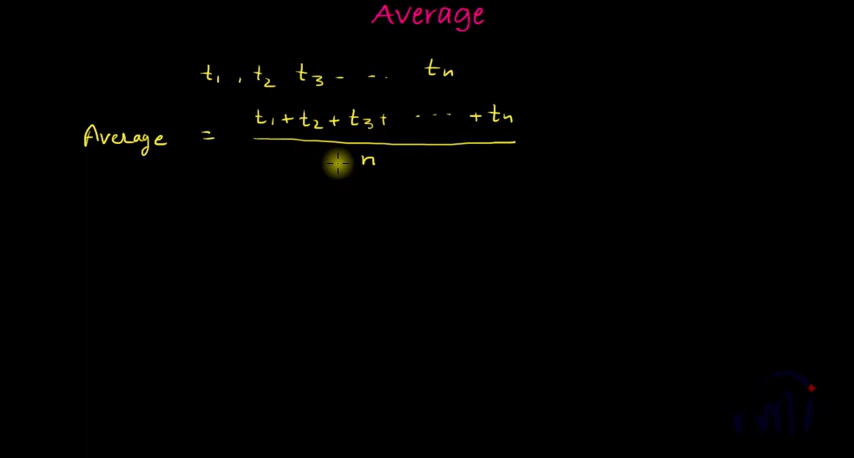 Average
t1, t2 t3 - -- tn
Average = t1 + t2 + t3 + --- + tn
n